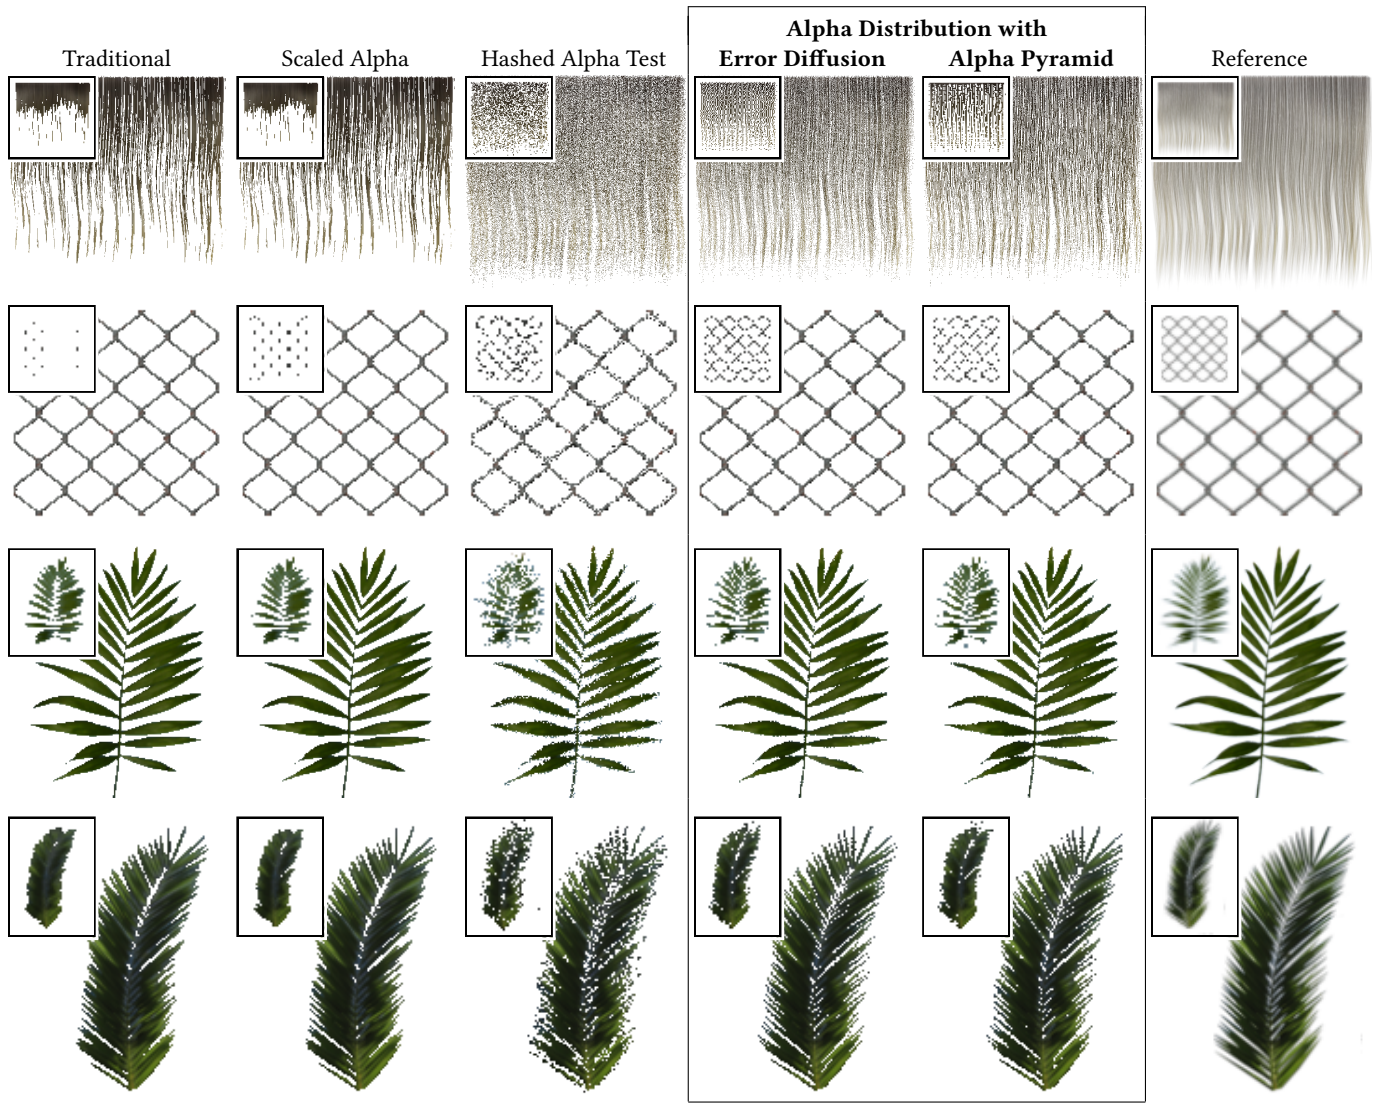 Alpha Distribution with
Traditional Scaled Alpha Hashed Alpha Test Error Diffusion Alpha Pyramid Reference